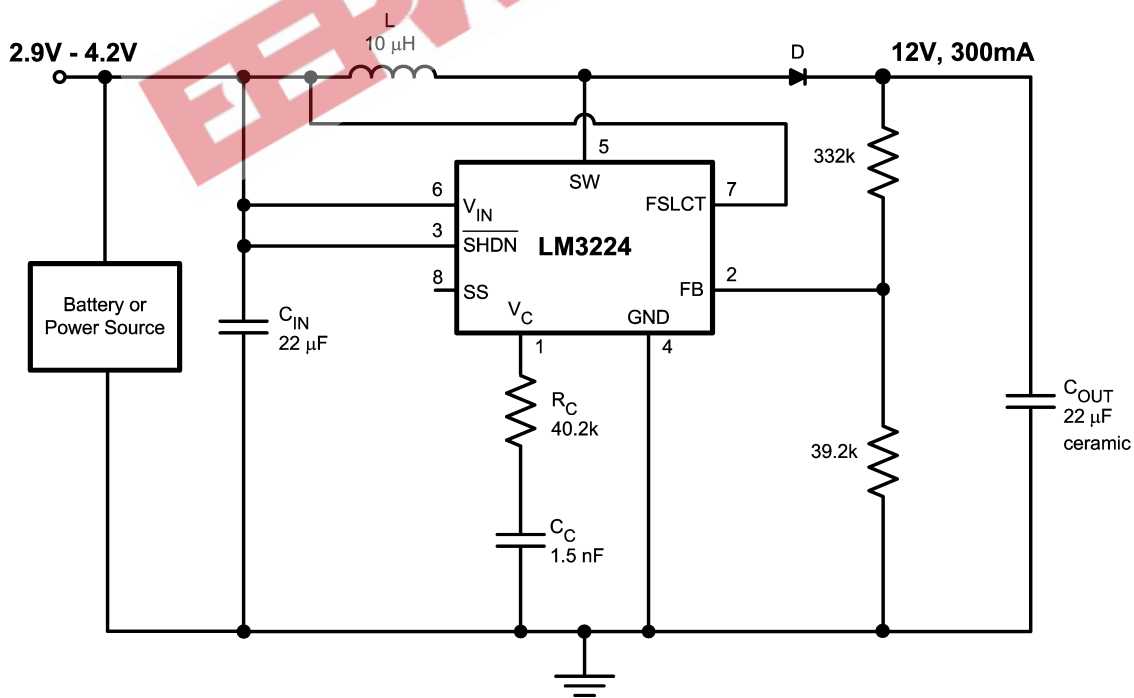 L
10 μH
2.9V - 4.2V
D
12V, 300mA
5
SW
332k
6
VIN
7
FSLCT
3
SHDN
LM3224
8
SS
2
FB
Battery or
Power Source
CIN
22 μF
VC
GND
1
4
RC
40.2k
COUT
22 μF
ceramic
39.2k
CC
1.5 nF